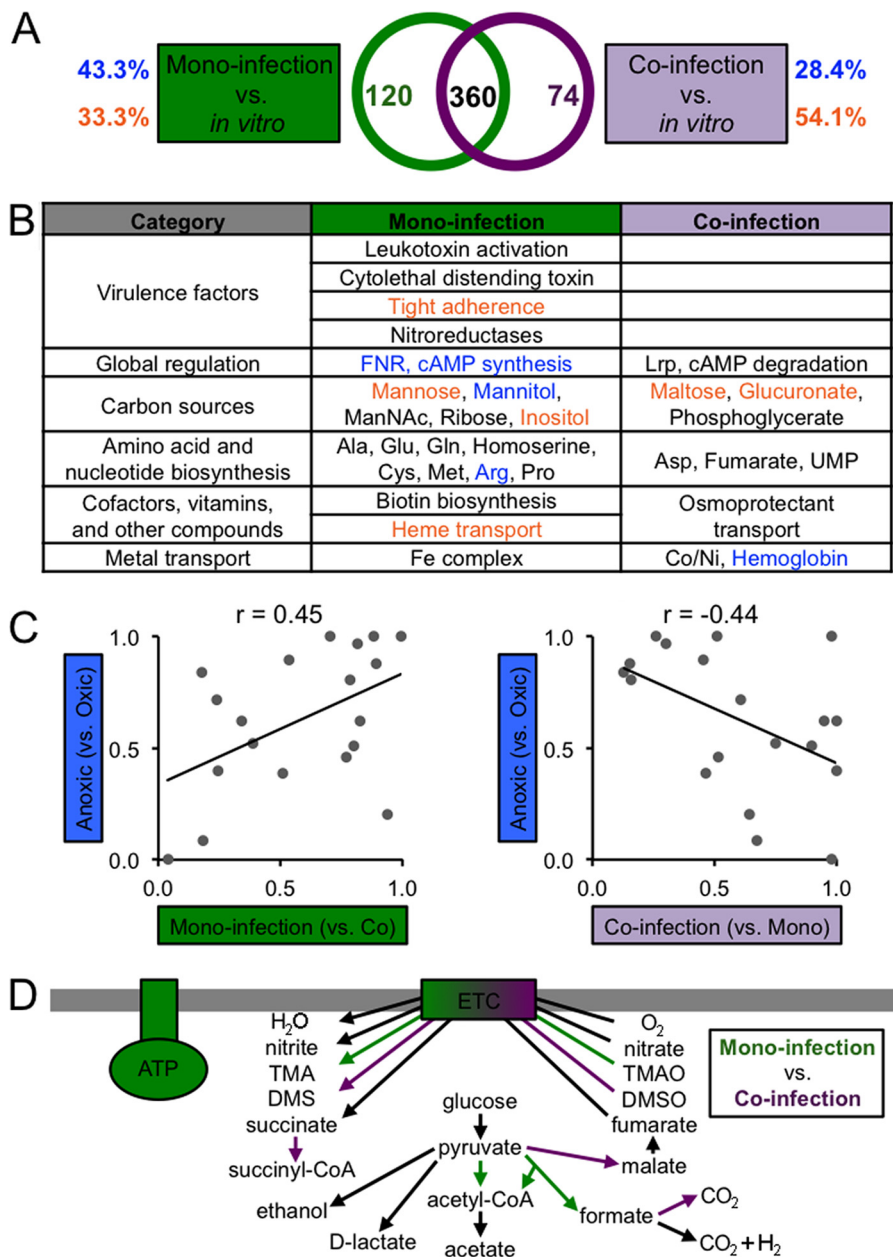 A
43.3%
33.3%
Mono-infection
vs.
in vitro
120
360
74
Co-infection
vs.
in vitro
28.4%
54.1%
B
Category Mono-infection Co-infection
Virulence factors
Leukotoxin activation
Cytolethal distending toxin
Tight adherence
Nitroreductases
Global regulation FNR, cAMP synthesis Lrp, cAMP degradation
Carbon sources
Mannose, Mannitol,
ManNAc, Ribose, Inositol
Maltose, Glucuronate,
Phosphoglycerate
Amino acid and
nucleotide biosynthesis
Ala, Glu, Gln, Homoserine,
Cys, Met, Arg, Pro
Asp, Fumarate, UMP
Cofactors, vitamins,
and other compounds
Biotin biosynthesis
Heme transport
Osmoprotectant
transport
Metal transport Fe complex Co/Ni, Hemoglobin
C
r = 0.45
Anoxic (vs. Oxic)
1.0
0.5
0.0
0.0 0.5 1.0
Mono-infection (vs. Co)
r = -0.44
Anoxic (vs. Oxic)
1.0
0.5
0.0
0.0 0.5 1.0
Co-infection (vs. Mono)
D
ETC
ATP
H₂O
nitrite
TMA
DMS
succinate
succinyl-CoA
O₂
nitrate
TMAO
DMSO
fumarate
malate
Mono-infection
vs.
Co-infection
glucose
pyruvate
ethanol
D-lactate
acetyl-CoA
acetate
formate
CO₂
CO₂ + H₂